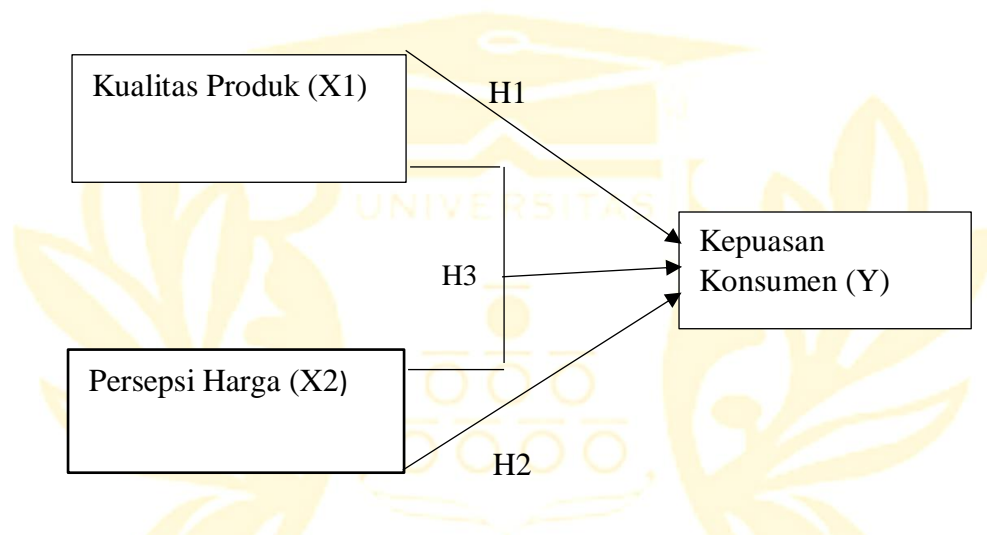 Kualitas Produk (X1)
H1
UNIVERSITAS
Kepuasan
Konsumen (Y)
H3
Persepsi Harga (X2)
H2